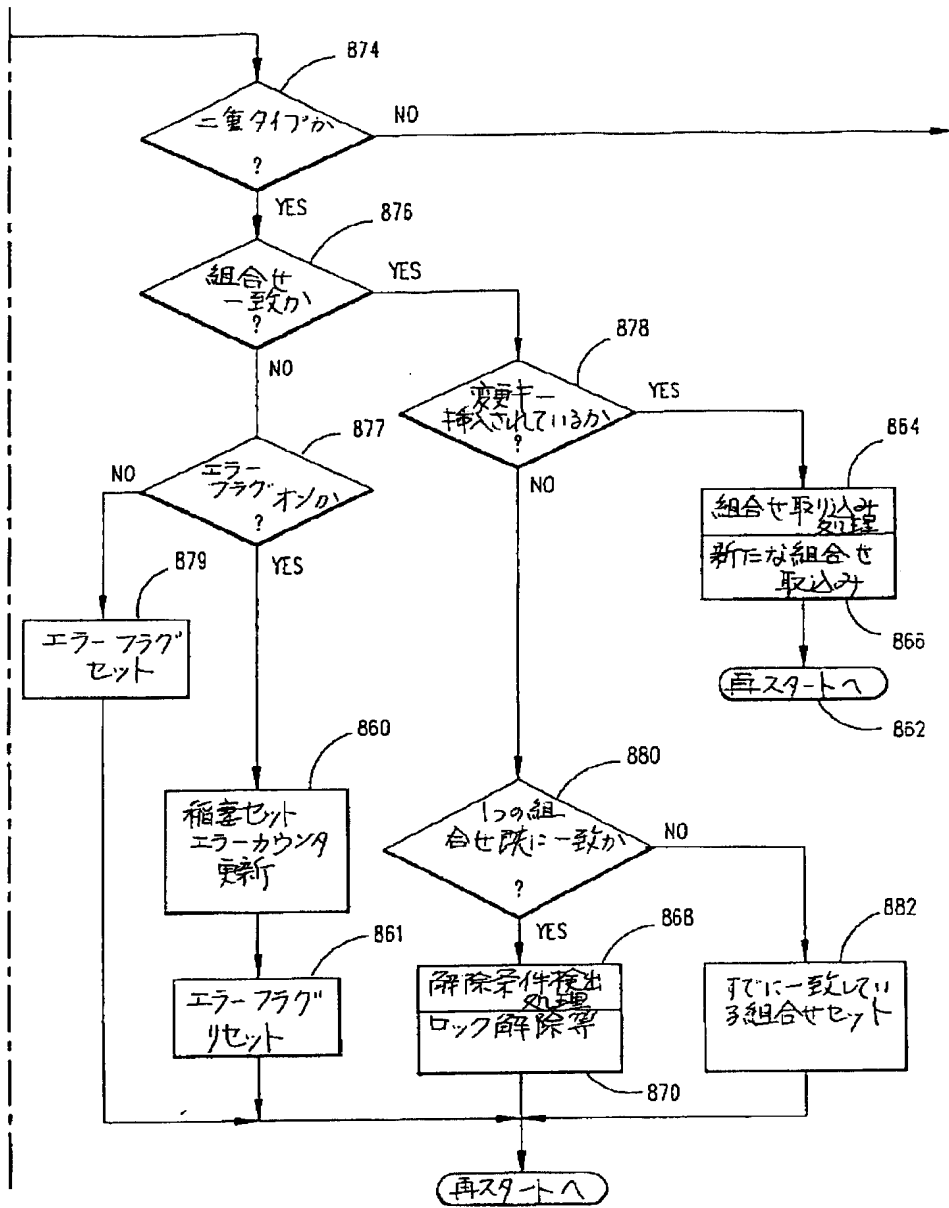 874
二重タイプか
?
NO
YES
876
組合せ
一致か
?
YES
NO
878
変更キー
挿入されているか
?
YES
NO
877
エラー
フラグ オンか
?
NO
YES
864
組合せ取り込み
処理
新たな組合せ
取込み
866
再スタートへ
862
879
エラーフラグ
セット
860
稲妻セット
エラーカウンタ
更新
880
1つの組
合せ既に一致か
?
NO
YES
861
エラーフラグ
リセット
868
解除条件検出
処理
ロック解除等
870
882
すでに一致してい
る組合せセット
再スタートへ